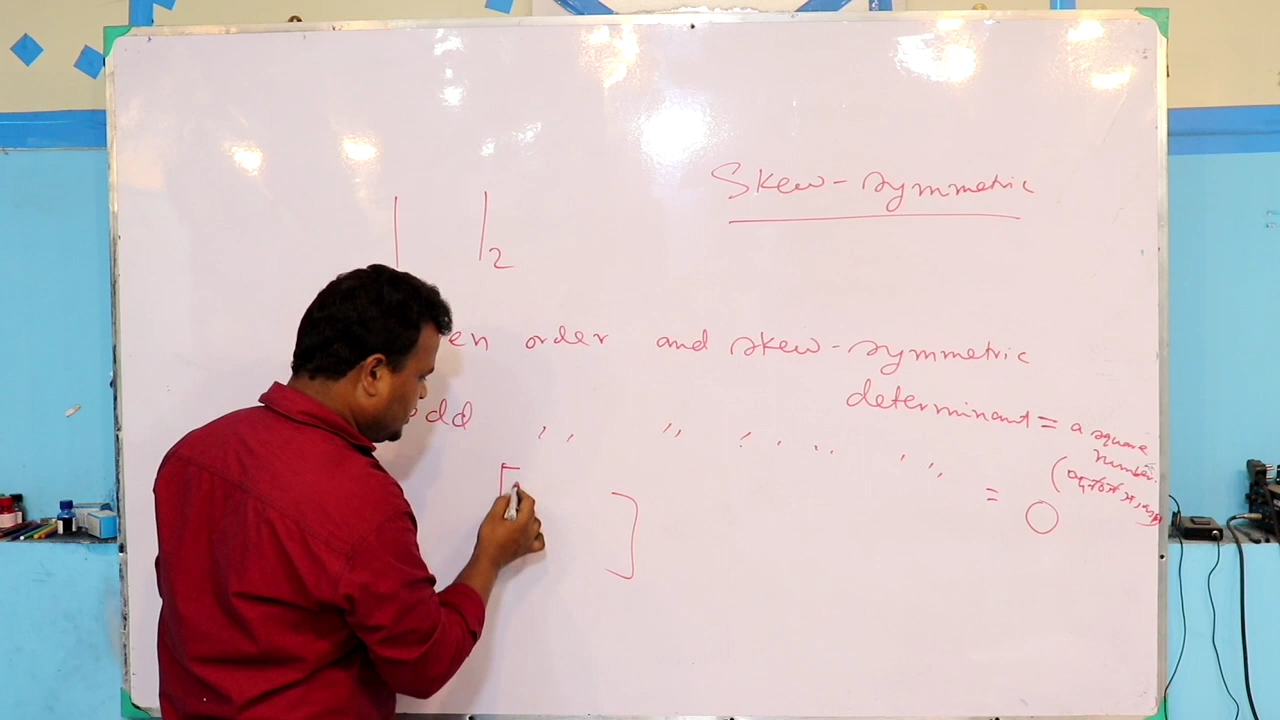 Skew-symmetric
| |2
en order and skew-symmetric
determinant = a square
number.
odd ,, ,, ,, ,, ,,
= 0
[ ]